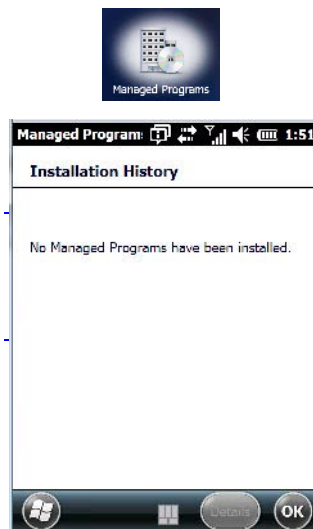 Managed Programs
Managed Program: 1:51
Installation History
No Managed Programs have been installed.
Details OK